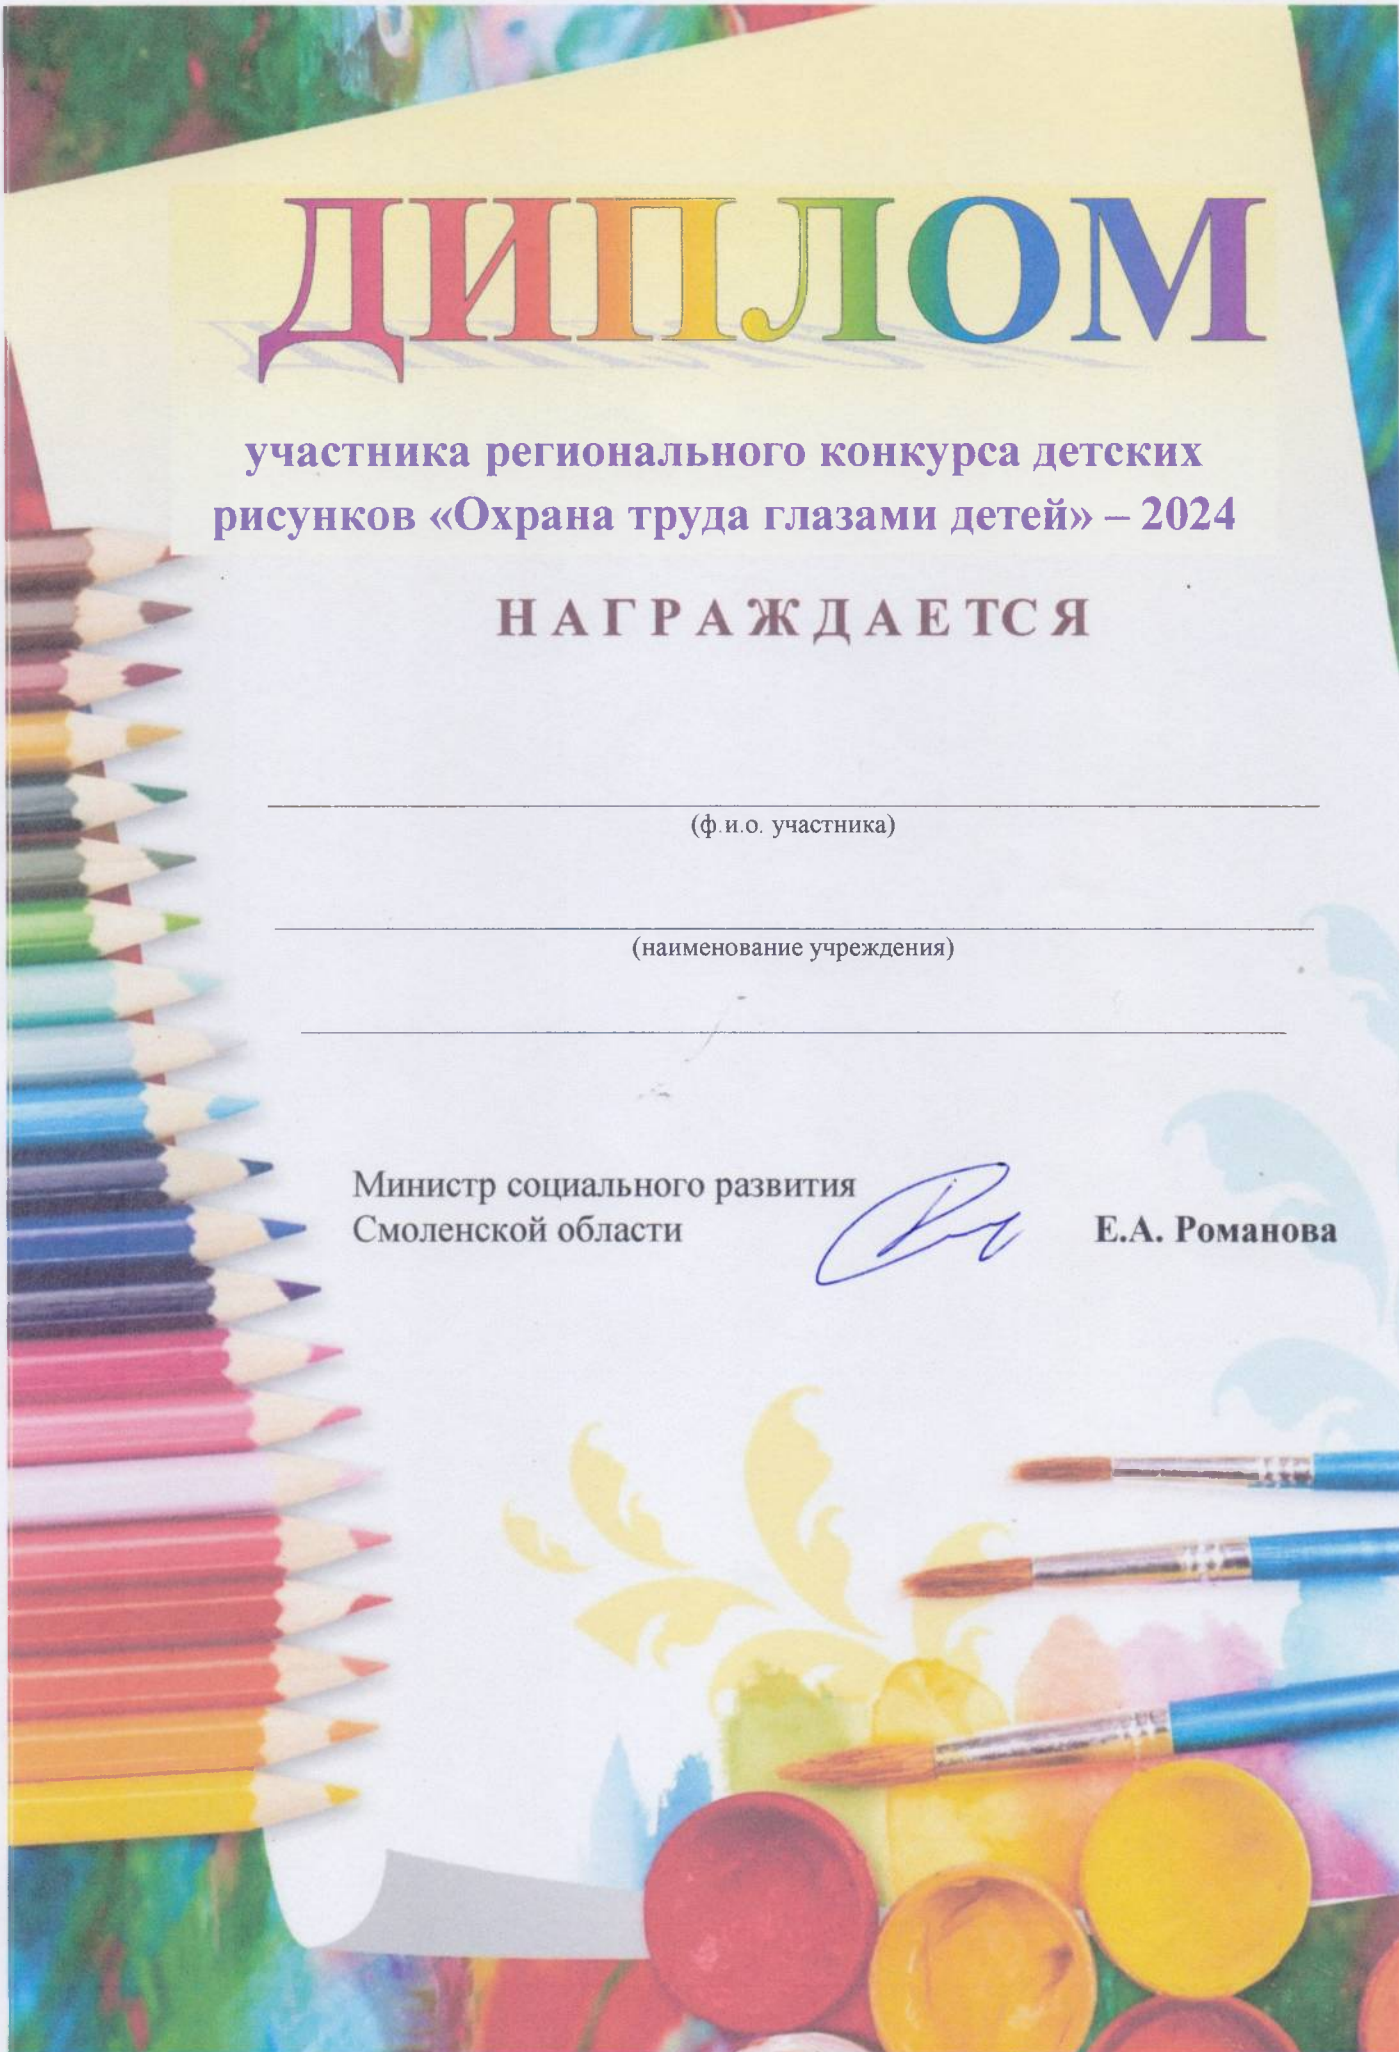 ДИПЛОМ
участника регионального конкурса детских
рисунков «Охрана труда глазами детей» – 2024
НАГРАЖДАЕТСЯ
(ф.и.о. участника)
(наименование учреждения)
Министр социального развития
Смоленской области
Е.А. Романова